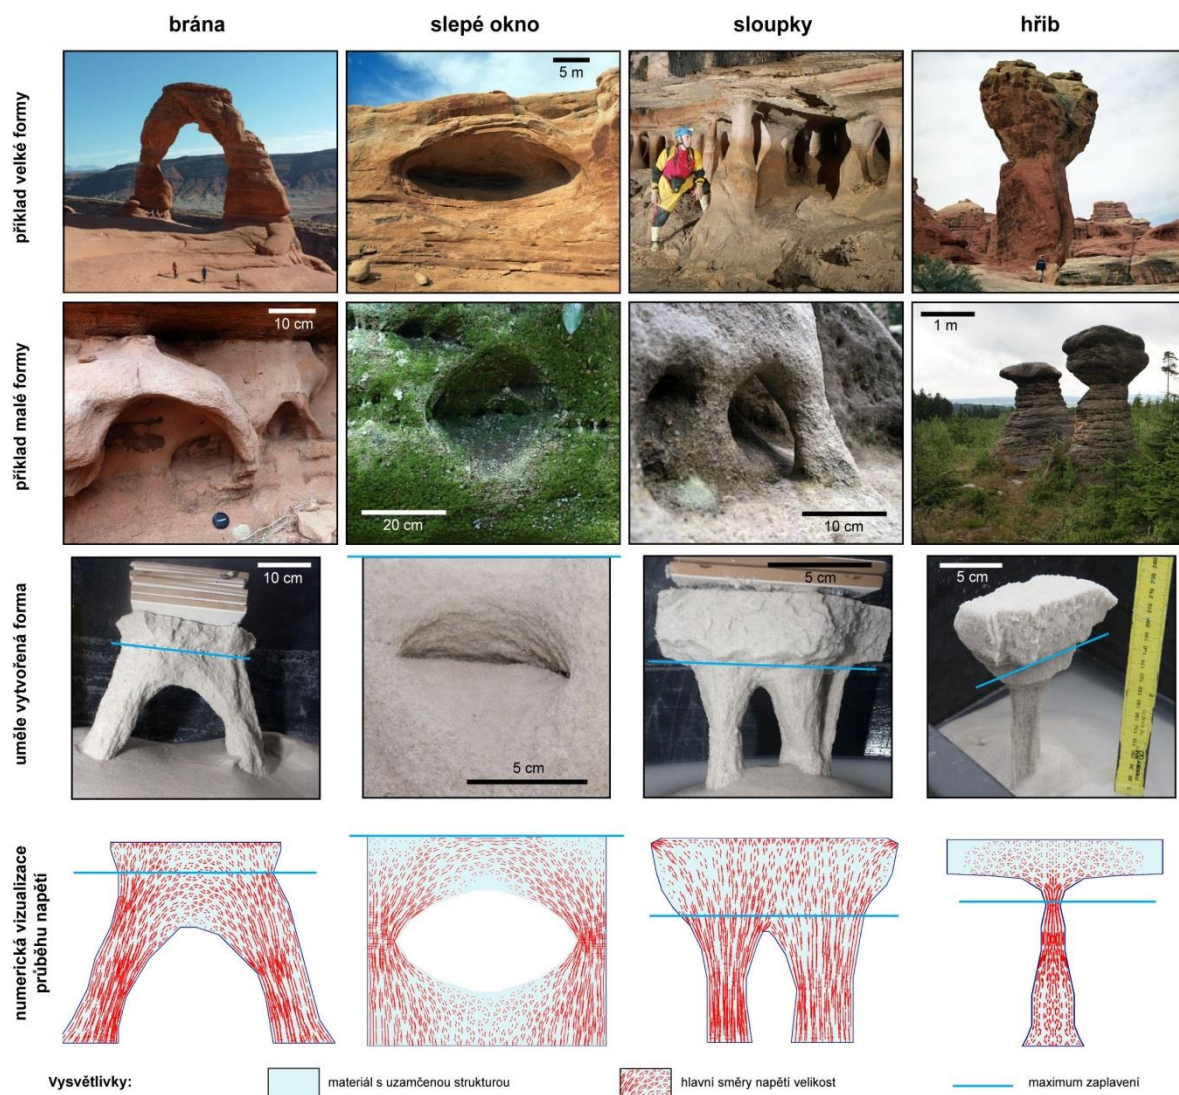 brána slepé okno sloupky hřib
příklad velké formy
5 m
příklad malé formy
10 cm
20 cm
10 cm
1 m
uměle vytvořená forma
10 cm
5 cm
5 cm
5 cm
numerická vizualizace
průběhu napětí
Vysvětlivky: materiál s uzamčenou strukturou hlavní směry napětí velikost maximum zaplavení